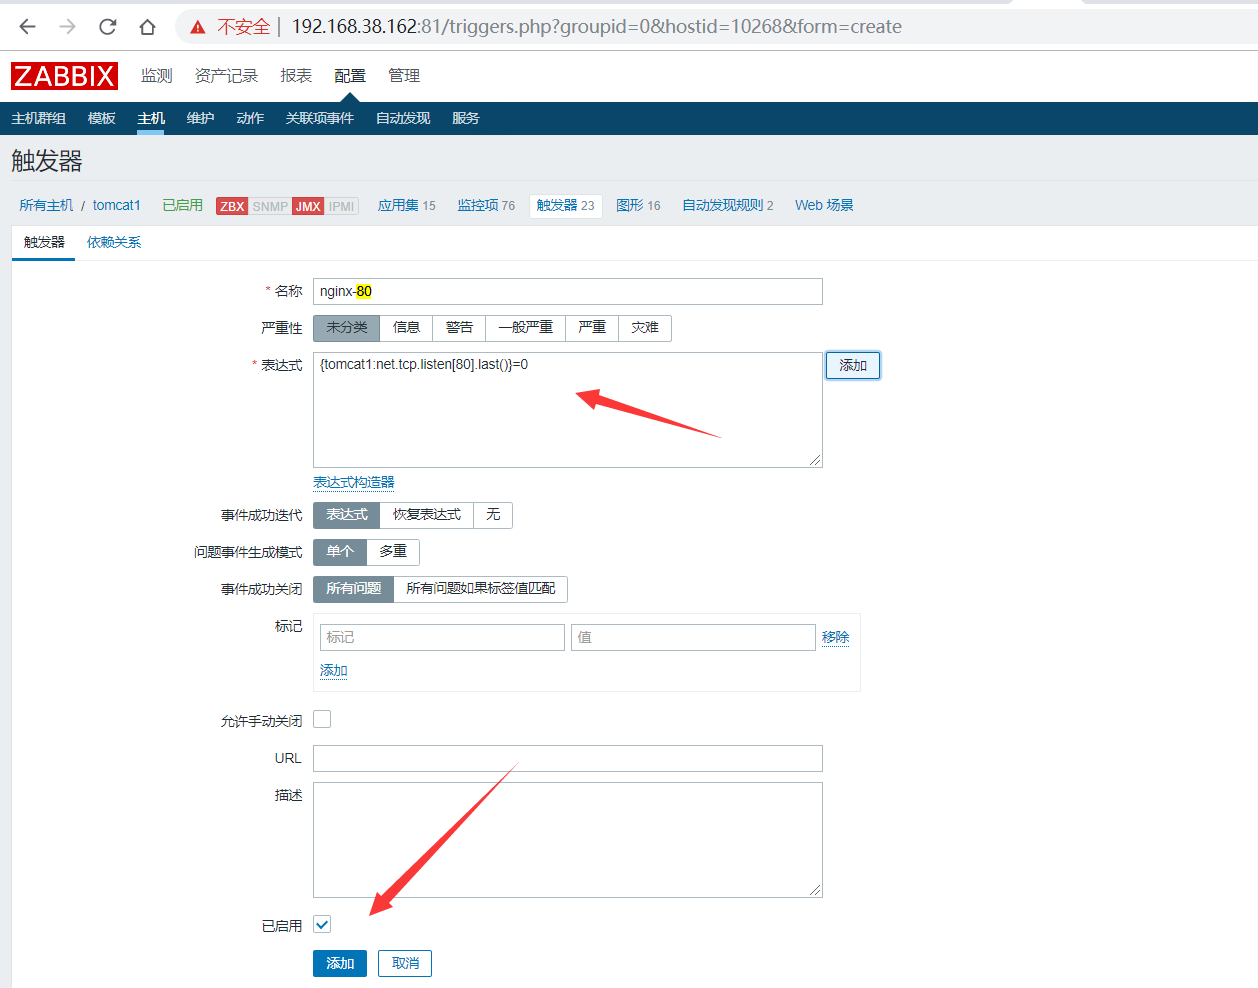 不安全 | 192.168.38.162:81/triggers.php?groupid=0&hostid=10268&form=create
ZABBIX 监测 资产记录 报表 配置 管理
主机群组 模板 主机 维护 动作 关联项事件 自动发现 服务
触发器
所有主机 / tomcat1 已启用 ZBX SNMP JMX IPMI 应用集 15 监控项 76 触发器 23 图形 16 自动发现规则 2 Web 场景
触发器 依赖关系
* 名称 nginx-80
严重性 未分类 信息 警告 一般严重 严重 灾难
* 表达式 {tomcat1:net.tcp.listen[80].last()}=0 添加
表达式构造器
事件成功迭代 表达式 恢复表达式 无
问题事件生成模式 单个 多重
事件成功关闭 所有问题 所有问题如果标签值匹配
标记 标记 值 移除
添加
允许手动关闭
URL
描述
已启用
添加 取消